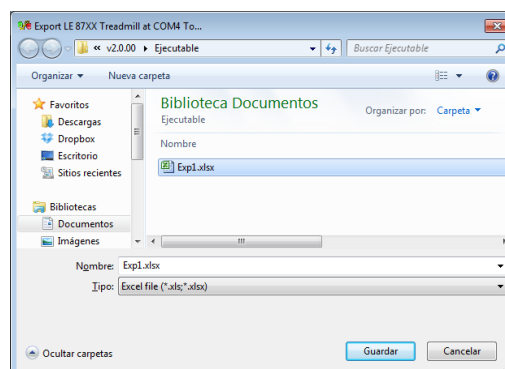 Export LE 87XX Treadmill at COM4 To...
« v2.0.00 Ejecutable
Buscar Ejecutable
Organizar
Nueva carpeta
Favoritos
Descargas
Dropbox
Escritorio
Sitios recientes
Bibliotecas
Documentos
Imágenes
Biblioteca Documentos
Ejecutable
Organizar por: Carpeta
Nombre
Exp1.xlsx
Nombre: Exp1.xlsx
Tipo: Excel file (*.xls;*.xlsx)
Ocultar carpetas
Guardar
Cancelar